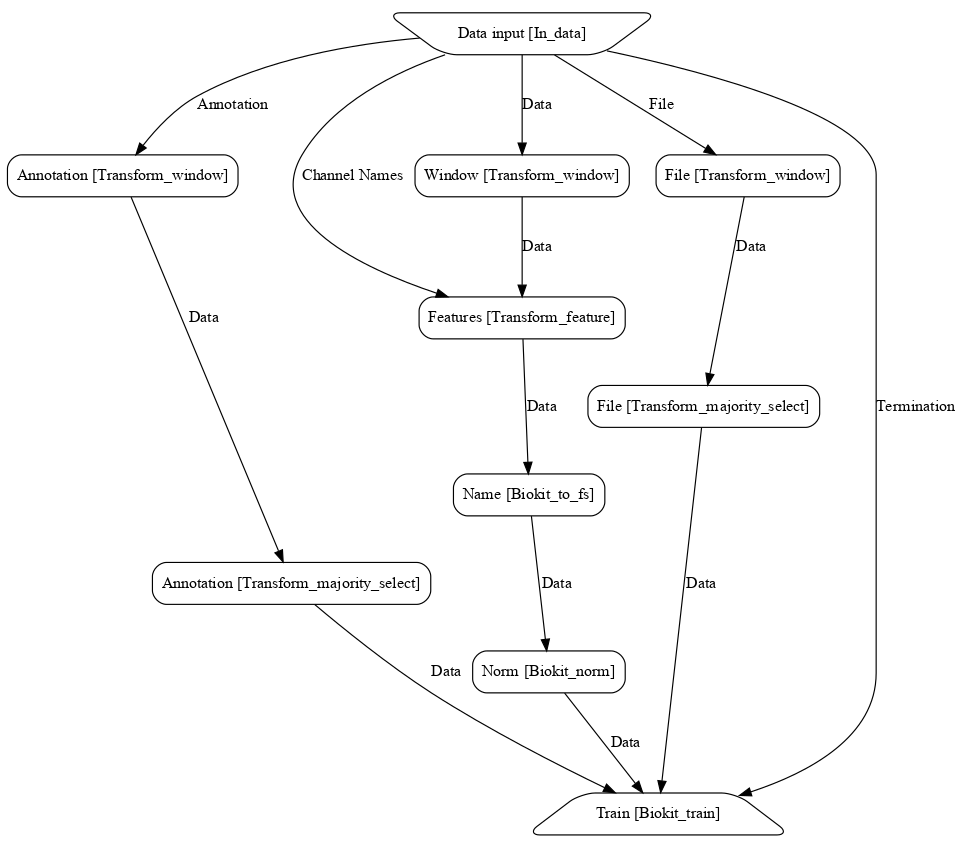 Data input [In_data]
Annotation
Data
File
Channel Names
Annotation [Transform_window]
Window [Transform_window]
File [Transform_window]
Data
Data
Data
Features [Transform_feature]
Data
File [Transform_majority_select]
Termination
Name [Biokit_to_fs]
Annotation [Transform_majority_select]
Data
Data
Data
Norm [Biokit_norm]
Data
Train [Biokit_train]